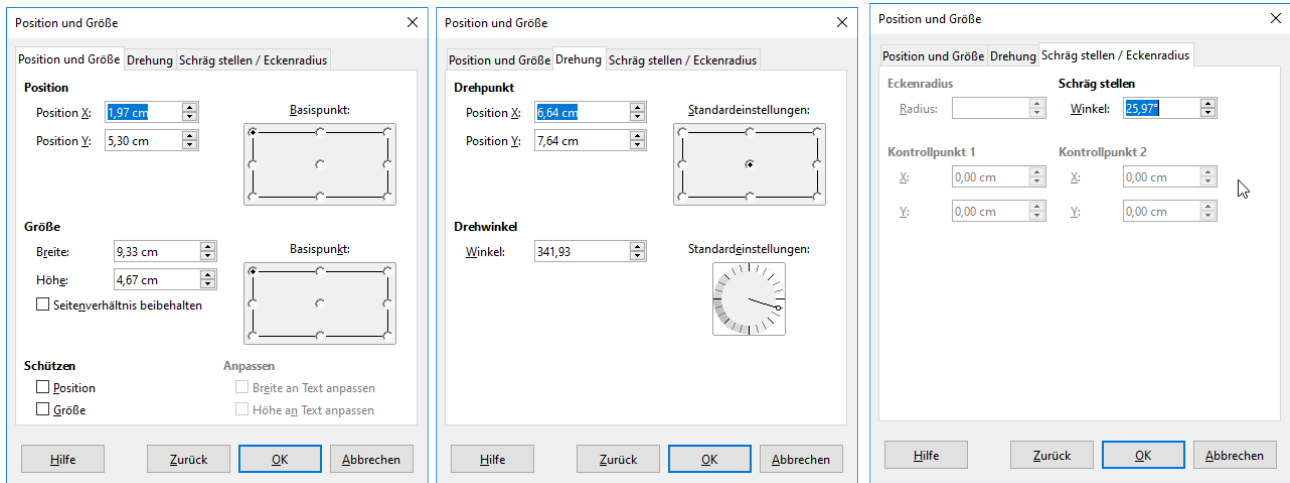 Position und Größe
Position und Größe Drehung Schräg stellen / Eckenradius
Position
Position X: 1,97 cm
Basispunkt:
Position Y: 5,30 cm
Größe
Breite: 9,33 cm
Basispunkt:
Höhe: 4,67 cm
Seitenverhältnis beibehalten
Schützen
Anpassen
Position
Breite an Text anpassen
Größe
Höhe an Text anpassen
Hilfe Zurück OK Abbrechen
Position und Größe
Position und Größe Drehung Schräg stellen / Eckenradius
Drehpunkt
Position X: 6,64 cm
Standardeinstellungen:
Position Y: 7,64 cm
Drehwinkel
Winkel: 341,93
Standardeinstellungen:
Hilfe Zurück OK Abbrechen
Position und Größe
Position und Größe Drehung Schräg stellen / Eckenradius
Eckenradius Schräg stellen
Radius: Winkel: 25,97°
Kontrollpunkt 1 Kontrollpunkt 2
X: 0,00 cm X: 0,00 cm
Y: 0,00 cm Y: 0,00 cm
Hilfe Zurück OK Abbrechen